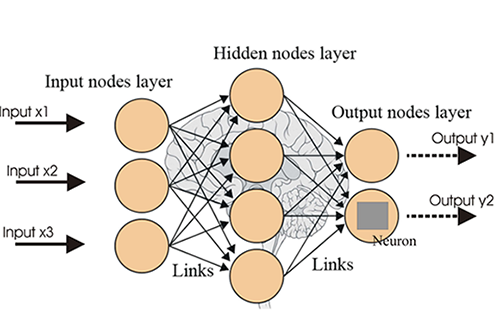 Hidden nodes layer
Input nodes layer
Output nodes layer
Input x1
Input x2
Input x3
Output y1
Output y2
Neuron
Links
Links